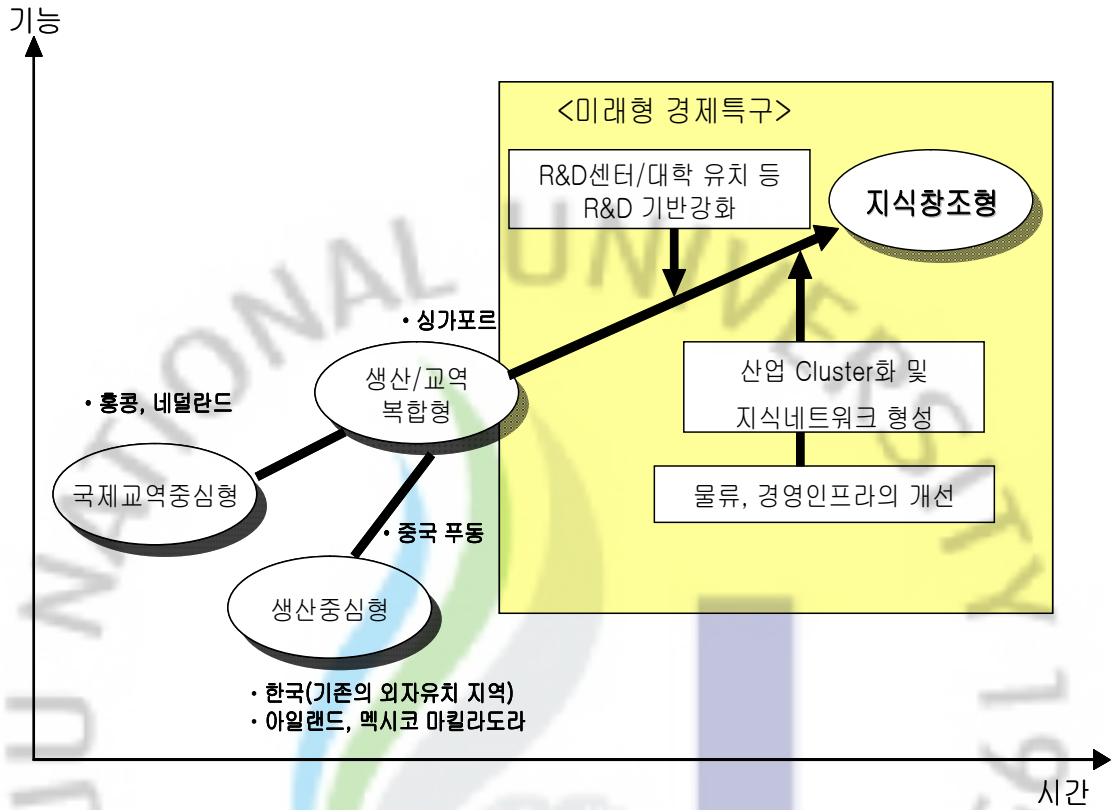 기능
<미래형 경제특구>
R&D센터/대학 유치 등
R&D 기반강화
지식창조형
• 싱가포르
생산/교역
복합형
산업 Cluster화 및
지식네트워크 형성
• 홍콩, 네덜란드
국제교역중심형
물류, 경영인프라의 개선
• 중국 푸동
생산중심형
• 한국(기존의 외자유치 지역)
• 아일랜드, 멕시코 마킬라도라
시간
NATIONAL UNIVERSITY 19